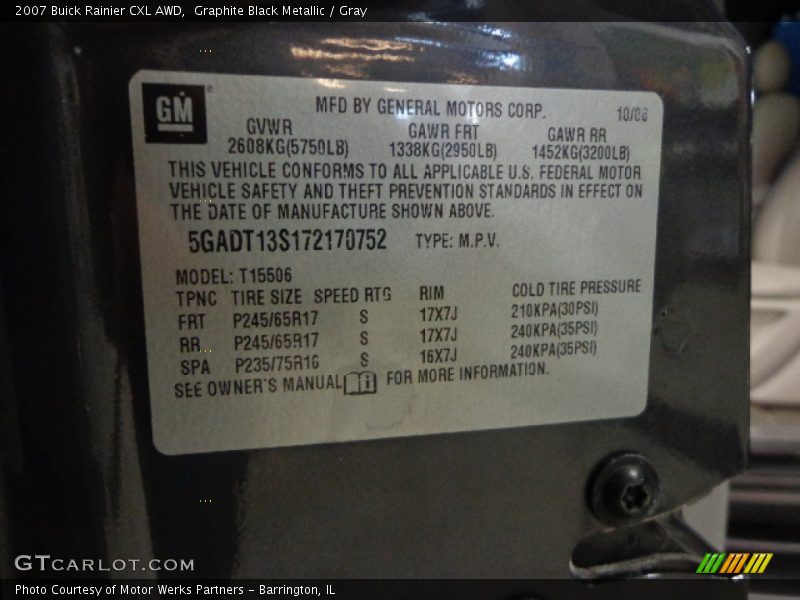 2007 Buick Rainier CXL AWD, Graphite Black Metallic / Gray
GM
MFD BY GENERAL MOTORS CORP.
GVWR GAWR FRT GAWR RR
2608KG(5750LB) 1338KG(2950LB) 1452KG(3200LB)
THIS VEHICLE CONFORMS TO ALL APPLICABLE U.S. FEDERAL MOTOR
VEHICLE SAFETY AND THEFT PREVENTION STANDARDS IN EFFECT ON
THE DATE OF MANUFACTURE SHOWN ABOVE.
5GADT13S172170752 TYPE: M.P.V.
MODEL: T15506
TPNC TIRE SIZE SPEED RTG RIM COLD TIRE PRESSURE
FRT P245/65R17 S 17X7J 210KPA(30PSI)
RR P245/65R17 S 17X7J 240KPA(35PSI)
SPA P235/75R16 S 16X7J 240KPA(35PSI)
SEE OWNER'S MANUAL FOR MORE INFORMATION.
GTCARLOT.COM
Photo Courtesy of Motor Werks Partners - Barrington, IL